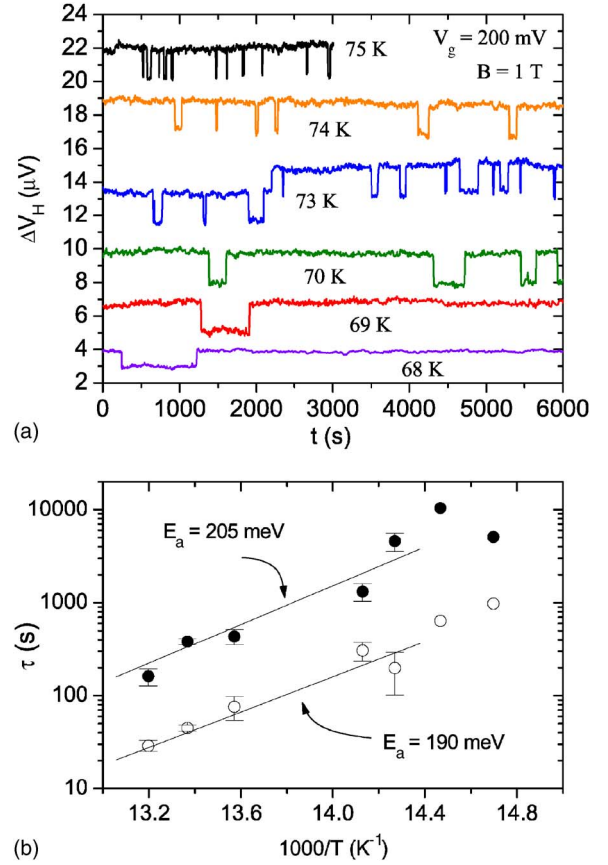 22
20
18
16
14
12
10
8
6
4
2
ΔV_H (μV)
75 K
V_g = 200 mV
B = 1 T
74 K
73 K
70 K
69 K
68 K
0 1000 2000 3000 4000 5000 6000
t (s)
(a)
10000
1000
100
10
τ (s)
E_a = 205 meV
E_a = 190 meV
13.2 13.6 14.0 14.4 14.8
1000/T (K⁻¹)
(b)